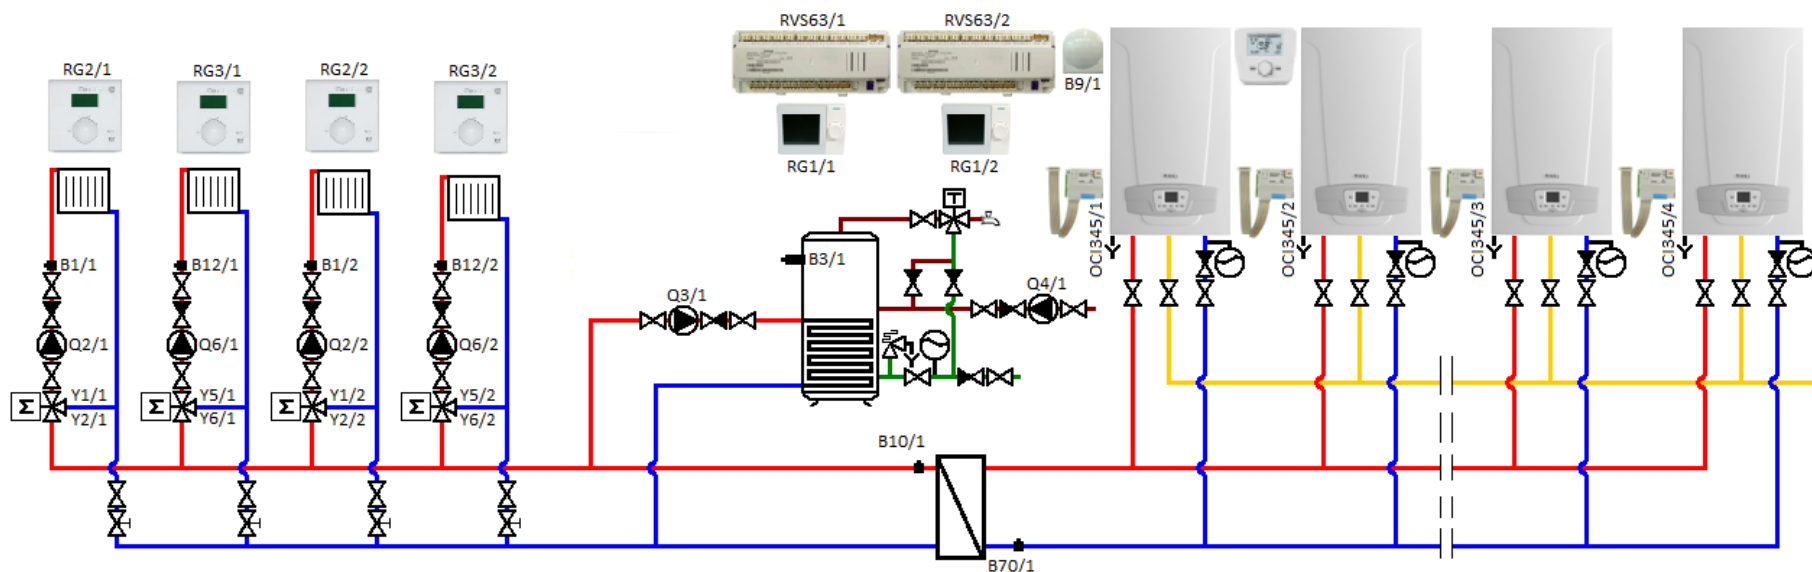 RVS63/1
RVS63/2
RG2/1
RG3/1
RG2/2
RG3/2
B9/1
RG1/1
RG1/2
OCI345/1
OCI345/2
OCI345/3
OCI345/4
T
B1/1
B12/1
B1/2
B12/2
B3/1
Q3/1
Q4/1
Q2/1
Q6/1
Q2/2
Q6/2
Σ
Y1/1
Y2/1
Σ
Y5/1
Y6/1
Σ
Y1/2
Y2/2
Σ
Y5/2
Y6/2
B10/1
B70/1